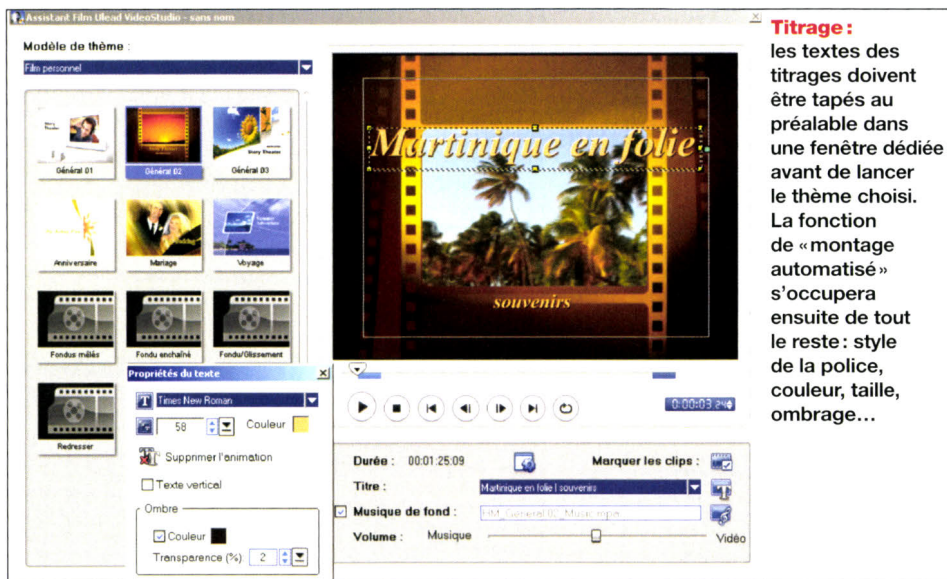 Assistant Film Ulead VideoStudio - sans nom
Modèle de thème :
Film personnel
Général 01
Général 02
Général 03
Anniversaire
Mariage
Voyage
Fondus mêlés
Fondu enchaîné
Fondu/Glissement
Redresser
Martinique en folie
souvenirs
Propriétés du texte
Times New Roman
58
Couleur
Supprimer l'animation
Texte vertical
Ombre
Couleur
Transparence (%):
2
0:00:03
Durée :
00:01:25:09
Marquer les clips :
Titre :
Martinique en folie | souvenirs
Musique de fond :
HM_General 02_Music.mpa
Volume :
Musique
Vidéo
Titrage :
les textes des
titrages doivent
être tapés au
préalable dans
une fenêtre dédiée
avant de lancer
le thème choisi.
La fonction
de «montage
automatisé»
s'occupera
ensuite de tout
le reste : style
de la police,
couleur, taille,
ombrage...